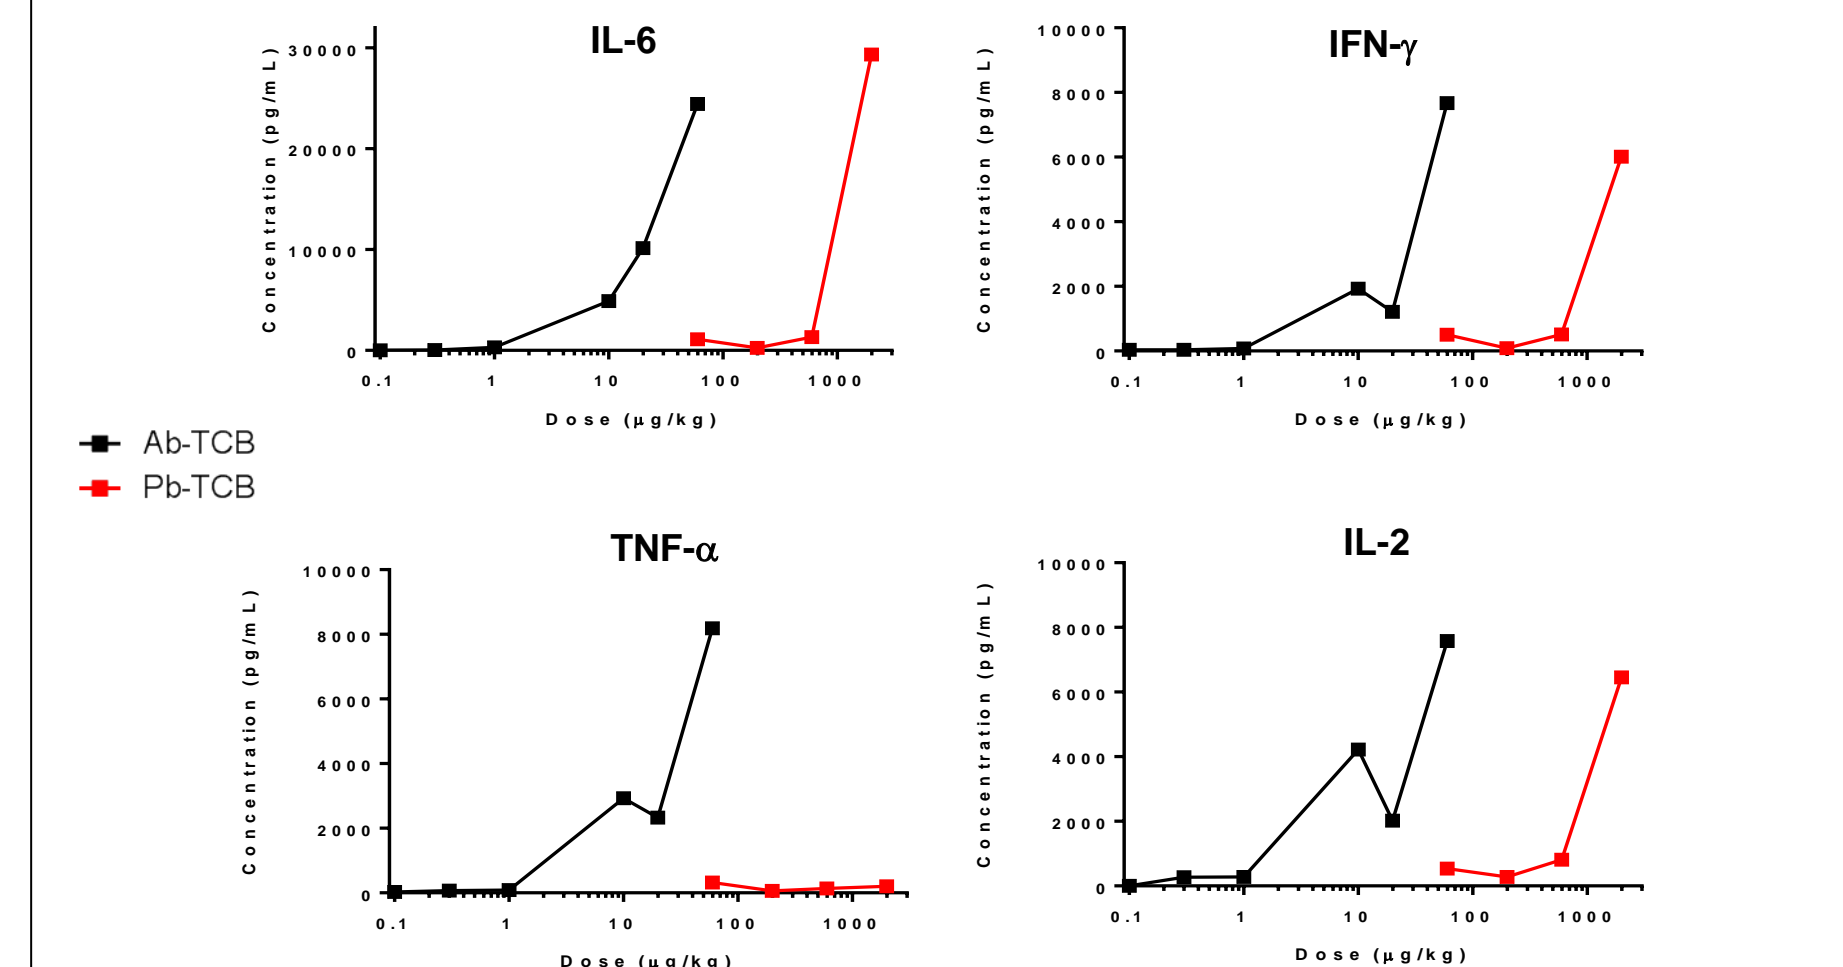 IL-6
Concentration (pg/mL)
30000
20000
10000
0
0.1 1 10 100 1000
Dose (µg/kg)
IFN-γ
Concentration (pg/mL)
10000
8000
6000
4000
2000
0
0.1 1 10 100 1000
Dose (µg/kg)
Ab-TCB
Pb-TCB
TNF-α
Concentration (pg/mL)
10000
8000
6000
4000
2000
0
0.1 1 10 100 1000
Dose (µg/kg)
IL-2
Concentration (pg/mL)
10000
8000
6000
4000
2000
0
0.1 1 10 100 1000
Dose (µg/kg)